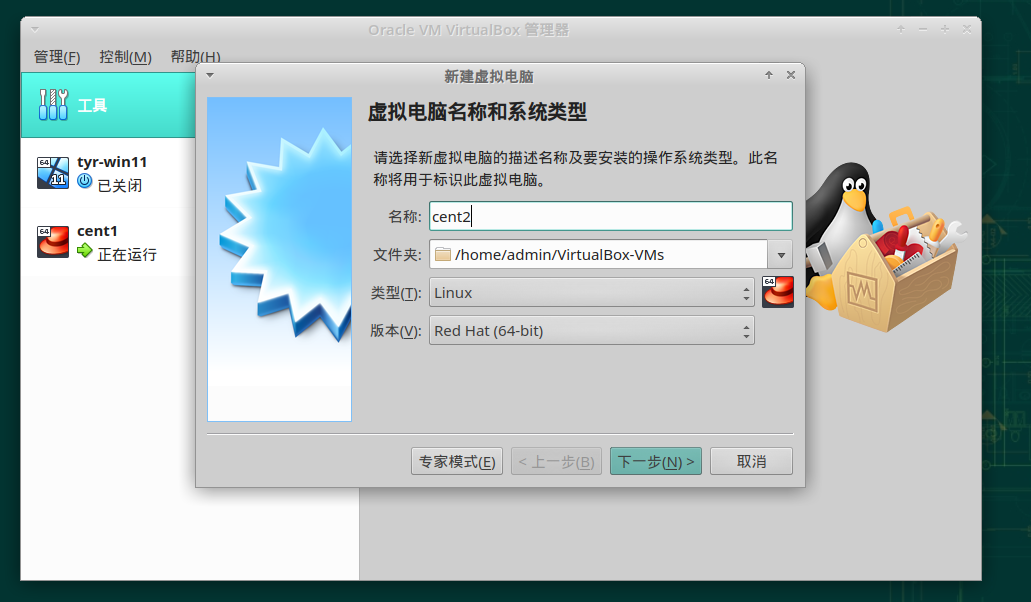 Oracle VM VirtualBox 管理器
管理(F) 控制(M) 帮助(H)
工具
64
11
tyr-win11
已关闭
64
cent1
正在运行
新建虚拟电脑
虚拟电脑名称和系统类型
请选择新虚拟电脑的描述名称及要安装的操作系统类型。此名
称将用于标识此虚拟电脑。
名称: cent2
文件夹: /home/admin/VirtualBox-VMs
类型(T): Linux
64
版本(V): Red Hat (64-bit)
专家模式(E) < 上一步(B) 下一步(N) > 取消